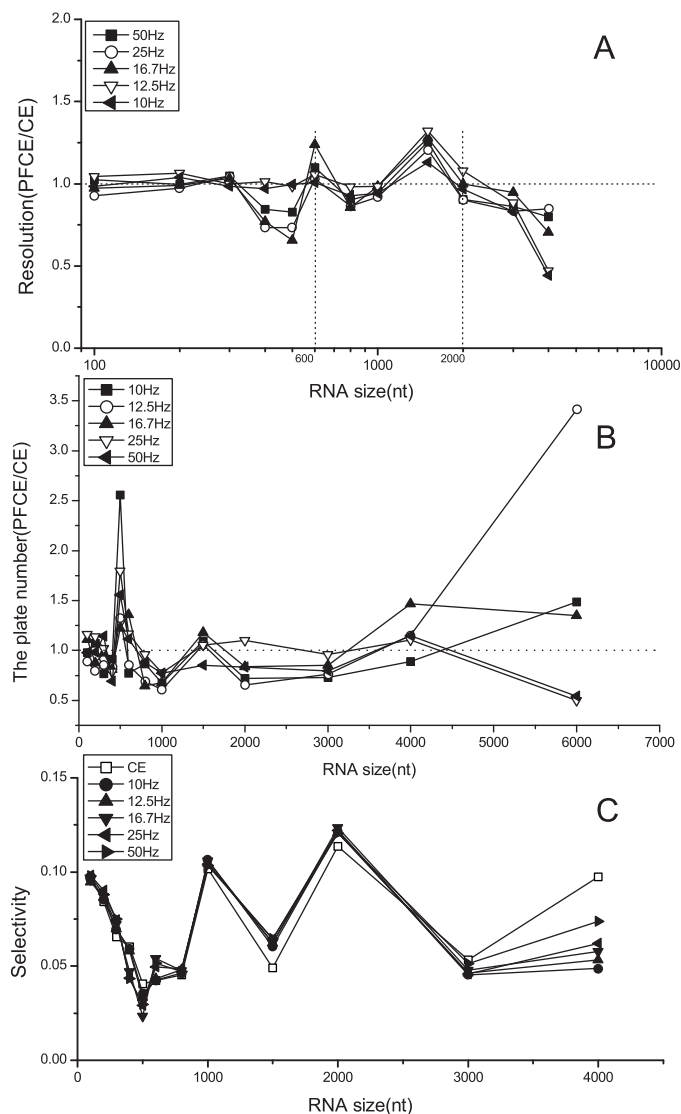 2.0
1.5
1.0
0.5
0.0
Resolution(PFCE/CE)
50Hz
25Hz
16.7Hz
12.5Hz
10Hz
A
100
600
1000
2000
10000
RNA size(nt)
3.5
3.0
2.5
2.0
1.5
1.0
0.5
The plate number(PFCE/CE)
10Hz
12.5Hz
16.7Hz
25Hz
50Hz
B
0 1000 2000 3000 4000 5000 6000 7000
RNA size(nt)
0.15
0.10
0.05
0.00
Selectivity
CE
10Hz
12.5Hz
16.7Hz
25Hz
50Hz
C
0 1000 2000 3000 4000
RNA size(nt)